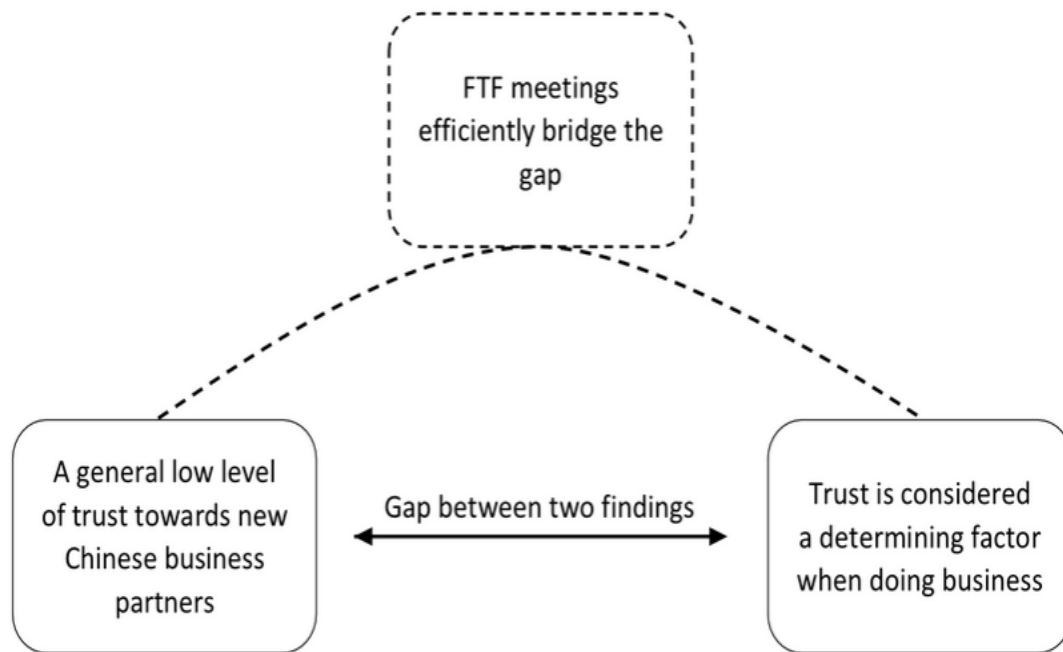 FTF meetings
efficiently bridge the
gap
A general low level
of trust towards new
Chinese business
partners
Gap between two findings
Trust is considered
a determining factor
when doing business